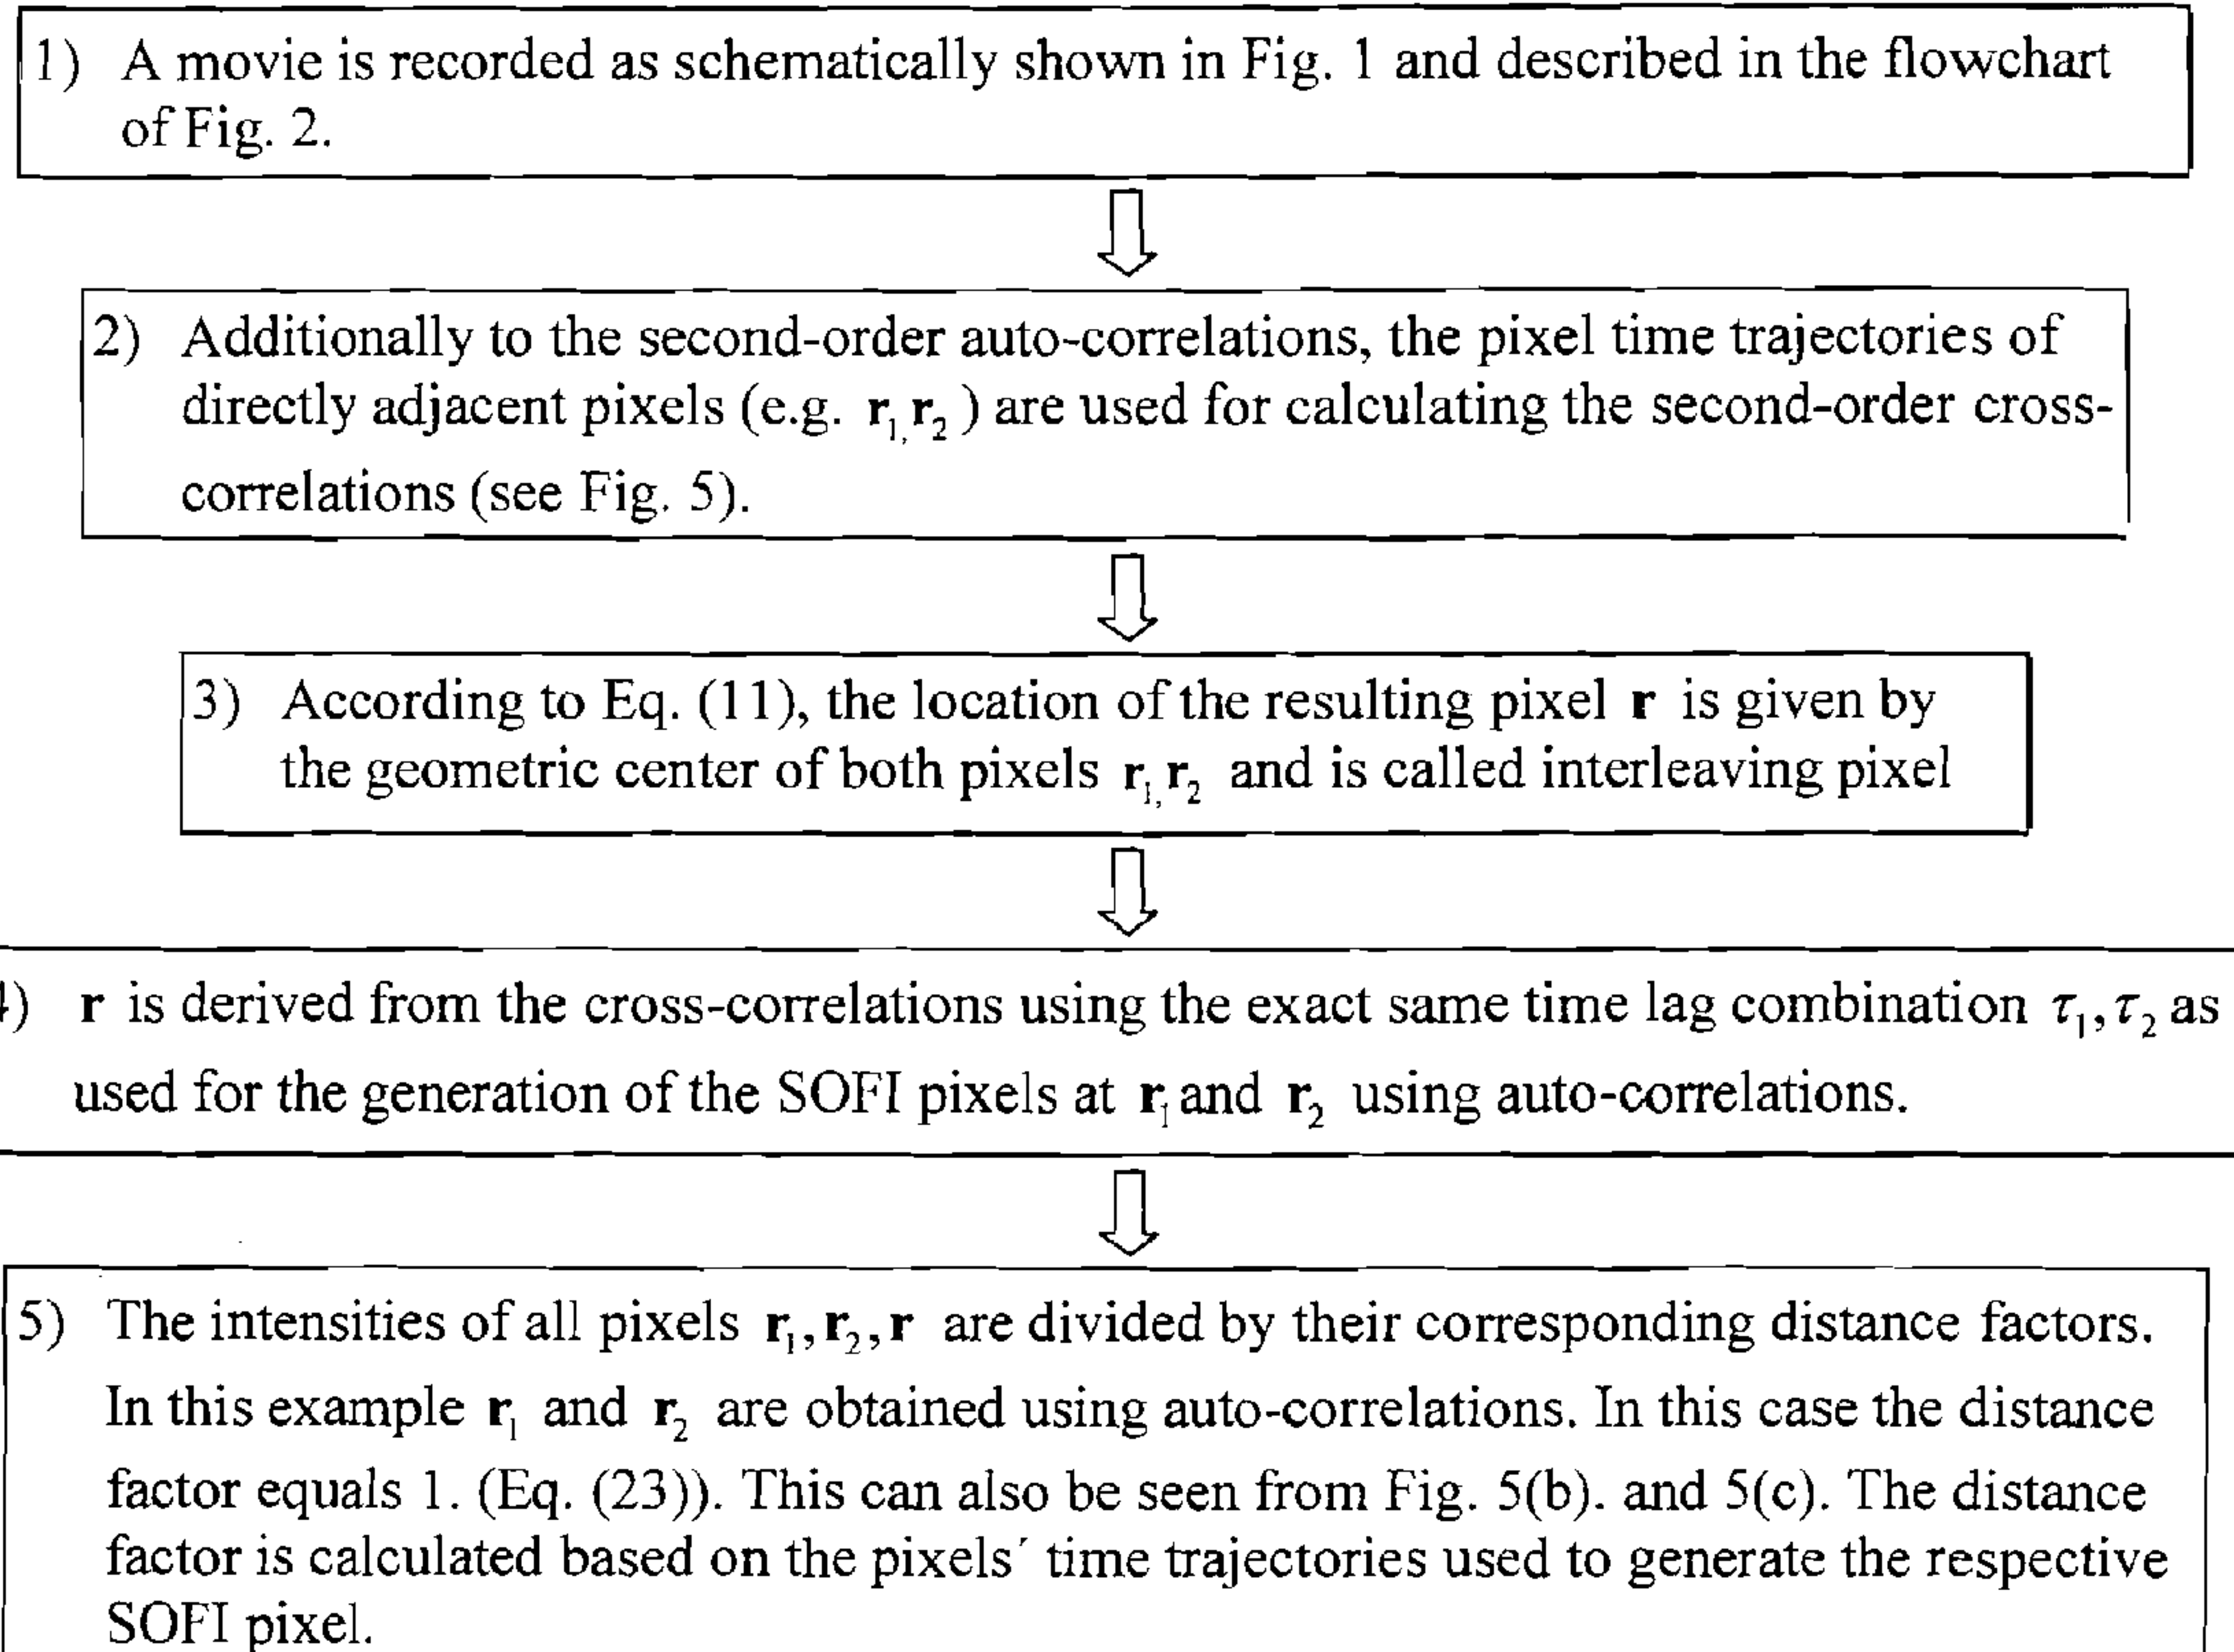 1) A movie is recorded as schematically shown in Fig. 1 and described in the flowchart
of Fig. 2.
2) Additionally to the second-order auto-correlations, the pixel time trajectories of
directly adjacent pixels (e.g. r₁,r₂) are used for calculating the second-order cross-
correlations (see Fig. 5).
3) According to Eq. (11), the location of the resulting pixel r is given by
the geometric center of both pixels r₁,r₂ and is called interleaving pixel
) r is derived from the cross-correlations using the exact same time lag combination τ₁,τ₂ as
used for the generation of the SOFI pixels at r₁ and r₂ using auto-correlations.
5) The intensities of all pixels r₁,r₂,r are divided by their corresponding distance factors.
In this example r₁ and r₂ are obtained using auto-correlations. In this case the distance
factor equals 1. (Eq. (23)). This can also be seen from Fig. 5(b). and 5(c). The distance
factor is calculated based on the pixels´ time trajectories used to generate the respective
SOFI pixel.